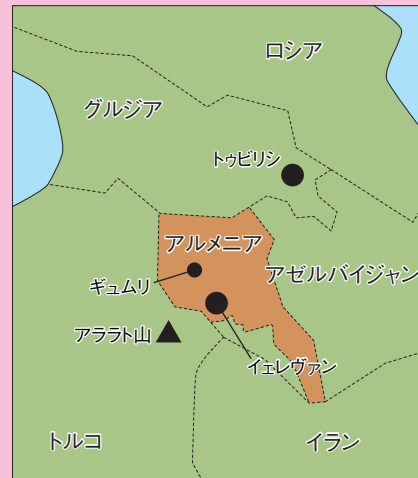 ロシア
グルジア
トゥビリシ
アルメニア
アゼルバイジャン
ギュムリ
アララト山
イェレヴァン
トルコ
イラン